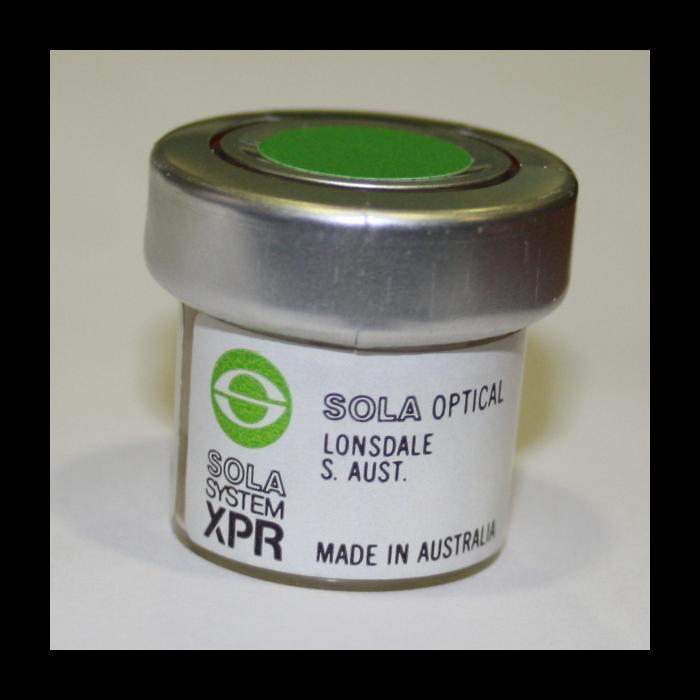 SOLA
SYSTEM
XPR
SOLA OPTICAL
LONSDALE
S. AUST.
MADE IN AUSTRALIA